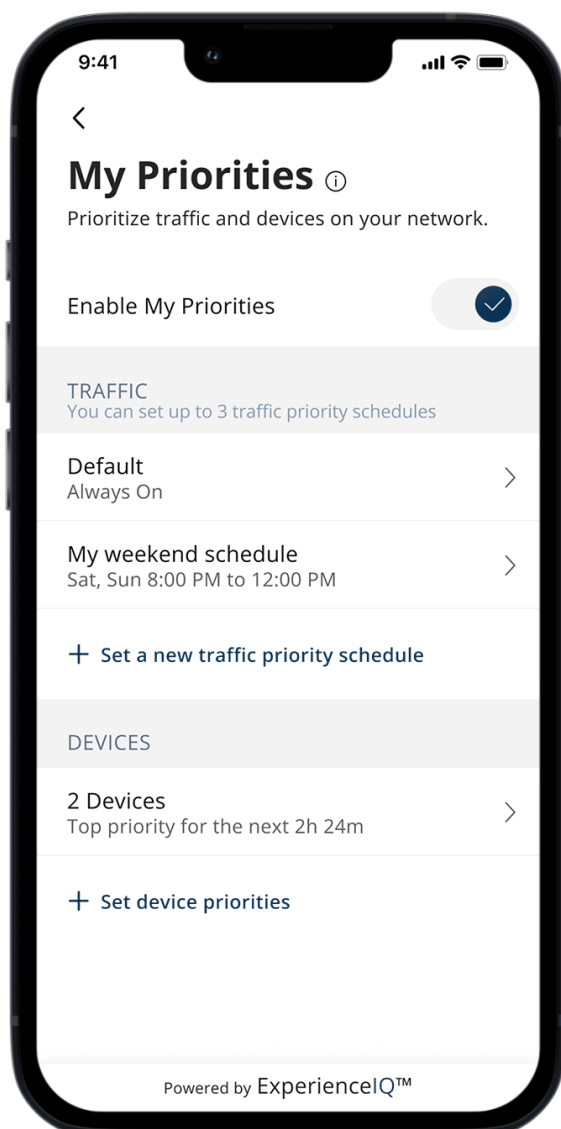 9:41
My Priorities
Prioritize traffic and devices on your network.
Enable My Priorities
TRAFFIC
You can set up to 3 traffic priority schedules
Default
Always On
My weekend schedule
Sat, Sun 8:00 PM to 12:00 PM
+ Set a new traffic priority schedule
DEVICES
2 Devices
Top priority for the next 2h 24m
+ Set device priorities
Powered by ExperienceIQ™